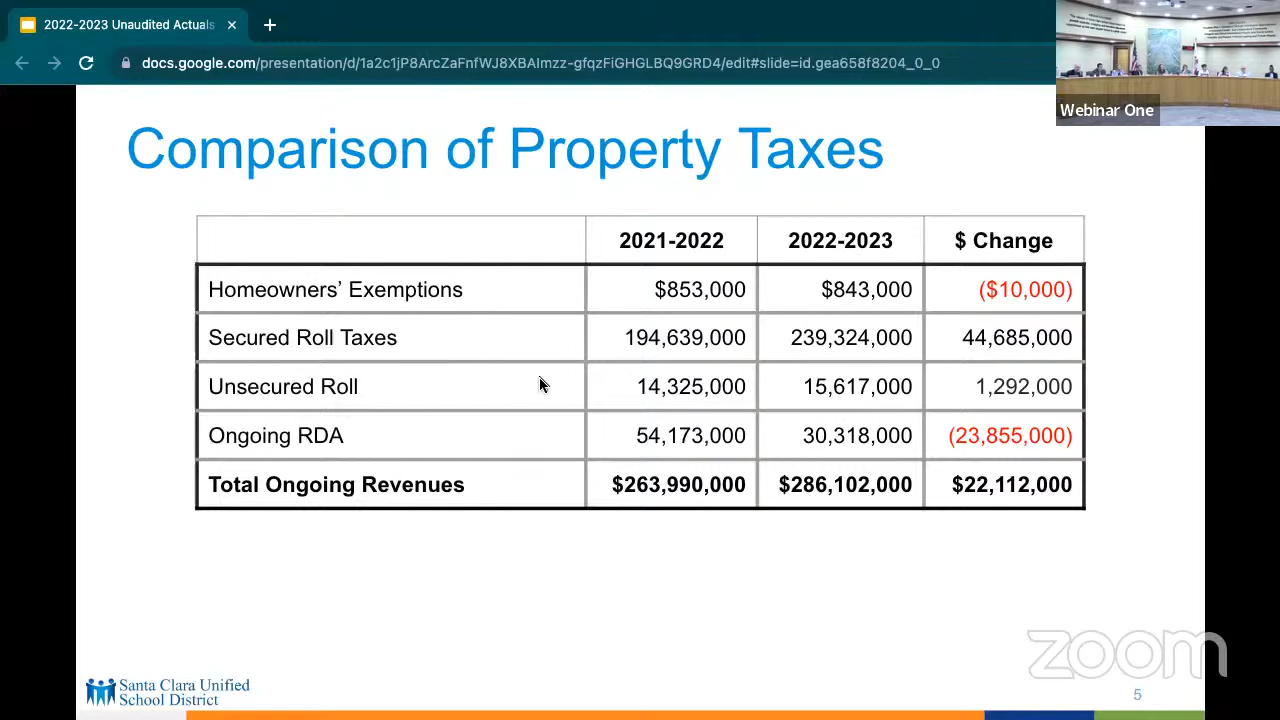 2022-2023 Unaudited Actuals
docs.google.com/presentation/d/1a2c1jP8ArcZaFnfWJ8XBAImzz-gfqzFiGHGLBQ9GRD4/edit#slide=id.gea658f8204_0_0
Webinar One
Comparison of Property Taxes
2021-2022 2022-2023 $ Change
Homeowners’ Exemptions $853,000 $843,000 ($10,000)
Secured Roll Taxes 194,639,000 239,324,000 44,685,000
Unsecured Roll 14,325,000 15,617,000 1,292,000
Ongoing RDA 54,173,000 30,318,000 (23,855,000)
Total Ongoing Revenues $263,990,000 $286,102,000 $22,112,000
zoom
Santa Clara Unified
School District
5